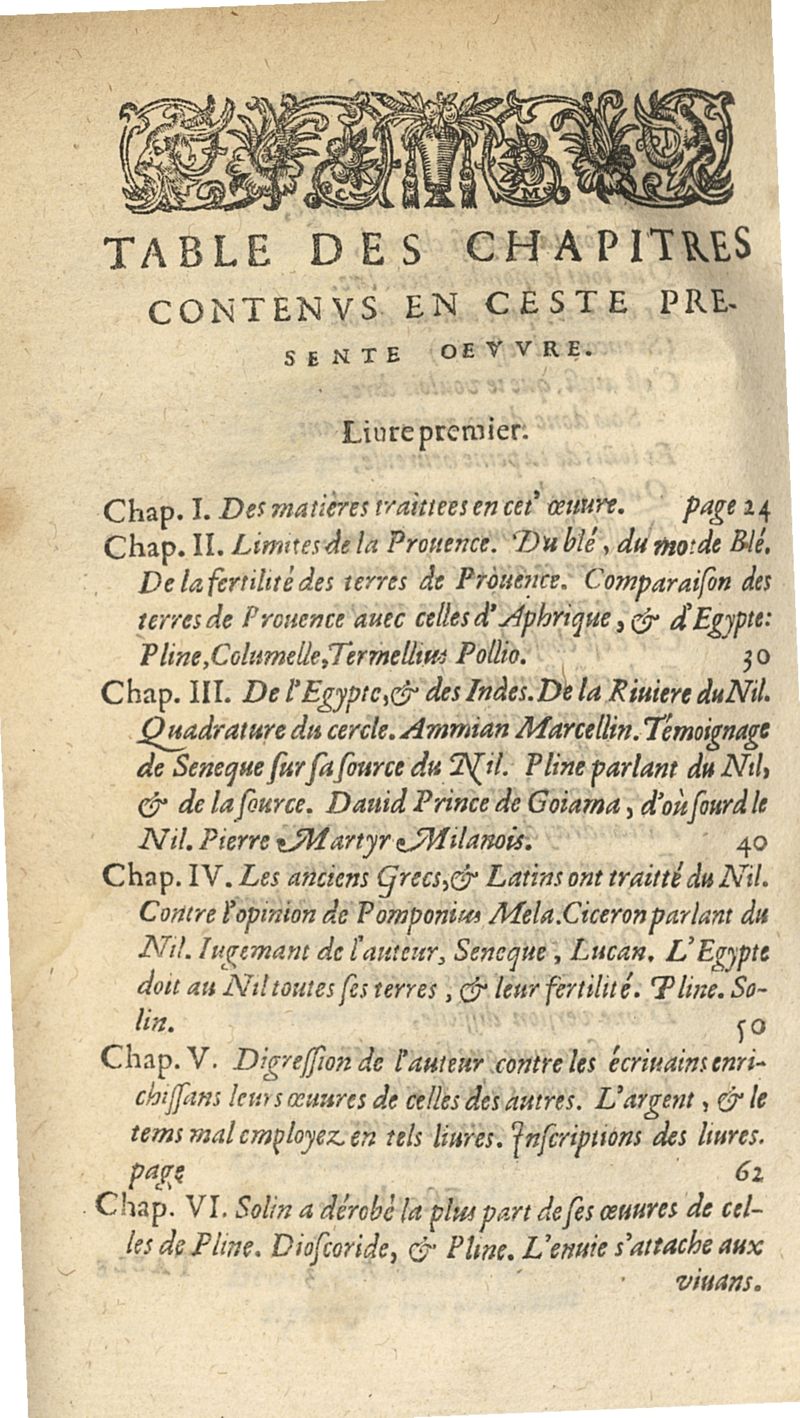 TABLE DES CHAPITRES
CONTENVS EN CESTE PRE-
SENTE OEVVRE.
Liure premier.
Chap. I. Des matieres traittees en cet' œuure. page 24
Chap. II. Limites de la Prouence. Du blé, du mot de Blé.
De la fertilité des terres de Prouence. Comparaiſon des
terres de Prouence auec celles d'Aphrique, & d'Egypte:
Pline, Columelle, Termellius Pollio. 30
Chap. III. De l'Egypte, & des Indes. De la Riuiere du Nil.
Quadrature du cercle. Ammian Marcellin. Témoignage
de Seneque ſur ſa ſource du Nil. Pline parlant du Nil,
& de la ſource. Dauid Prince de Goiama, d'où ſourd le
Nil. Pierre Martyr Milanois. 40
Chap. IV. Les anciens Grecs, & Latins ont traitté du Nil.
Contre l'opinion de Pomponius Mela. Ciceron parlant du
Nil. Iugemant de l'auteur, Seneque, Lucan. L'Egypte
doit au Nil toutes ſes terres, & leur fertilité. Pline. So-
lin. 50
Chap. V. Digreſſion de l'auteur contre les écriuains enri-
chiſſans leurs œuures de celles des autres. L'argent, & le
tems mal employez en tels liures. Inſcriptions des liures.
page 62
Chap. VI. Solin a dérobé la plus part de ſes œuures de cel-
les de Pline. Dioſcoride, & Pline. L'enuie s'attache aux
viuans.